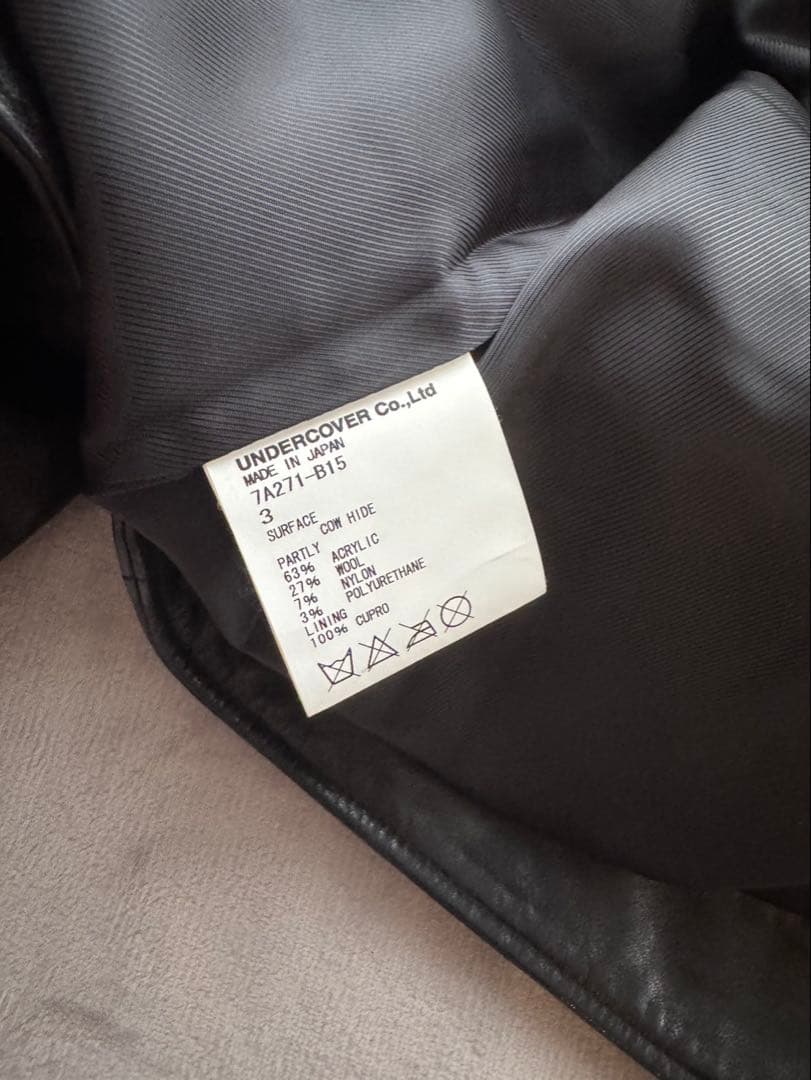 UNDERCOVER Co.,Ltd
MADE IN JAPAN
7A271-B15
3
SURFACE
COW HIDE
PARTLY
63% ACRYLIC
27% WOOL
7% NYLON
3% POLYURETHANE
LINING
100% CUPRO